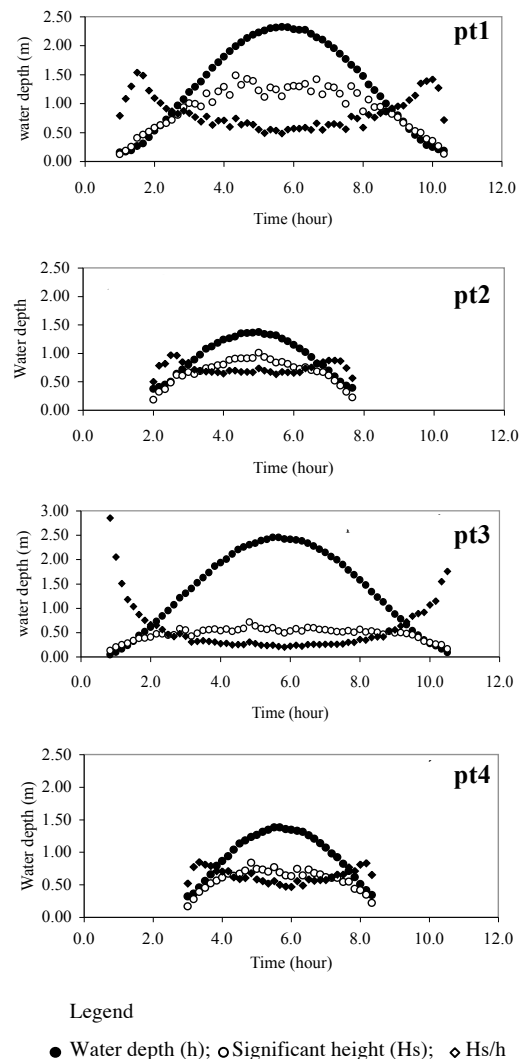 2.50
pt1
2.00
1.50
1.00
0.50
0.00
water depth (m)
0.0 2.0 4.0 6.0 8.0 10.0 12.0
Time (hour)
2.50
pt2
2.00
1.50
1.00
0.50
0.00
Water depth
0.0 2.0 4.0 6.0 8.0 10.0 12.0
Time (hour)
3.00
pt3
2.50
2.00
1.50
1.00
0.50
0.00
water depth (m)
0.0 2.0 4.0 6.0 8.0 10.0 12.0
Time (hour)
2.50
pt4
2.00
1.50
1.00
0.50
0.00
Water depth (m)
0.0 2.0 4.0 6.0 8.0 10.0 12.0
Time (hour)
Legend
● Water depth (h); ○ Significant height (Hs); ◇ Hs/h